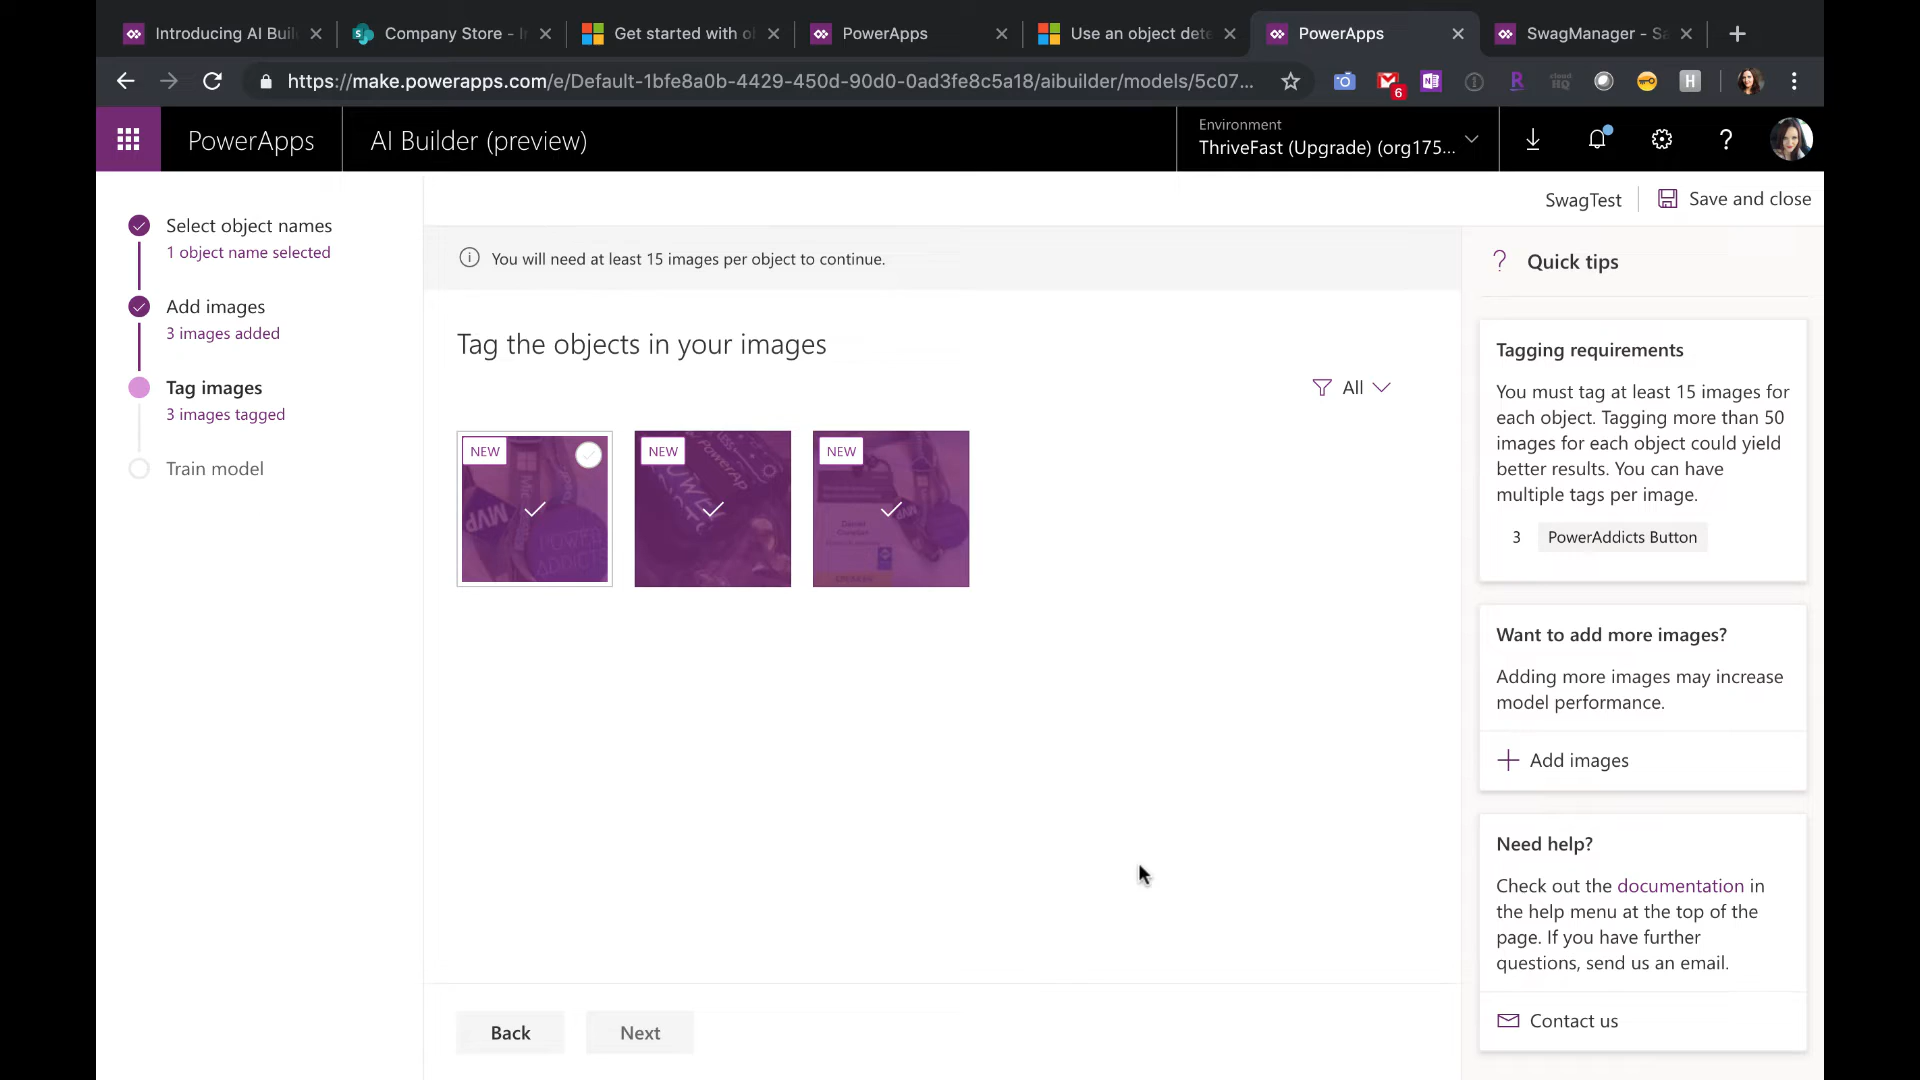 Introducing AI Buil
Company Store - I
Get started with o
PowerApps
Use an object dete
PowerApps
SwagManager - Sa
https://make.powerapps.com/e/Default-1bfe8a0b-4429-450d-90d0-0ad3fe8c5a18/aibuilder/models/5c07...
6
PowerApps
AI Builder (preview)
Environment
ThriveFast (Upgrade) (org175...
SwagTest
Save and close
Select object names
1 object name selected
Add images
3 images added
Tag images
3 images tagged
Train model
You will need at least 15 images per object to continue.
Tag the objects in your images
All
NEW
MVP
POWER
ADDICTS
NEW
NEW
Quick tips
Tagging requirements
You must tag at least 15 images for
each object. Tagging more than 50
images for each object could yield
better results. You can have
multiple tags per image.
3 PowerAddicts Button
Want to add more images?
Adding more images may increase
model performance.
Add images
Need help?
Check out the documentation in
the help menu at the top of the
page. If you have further
questions, send us an email.
Contact us
Back
Next